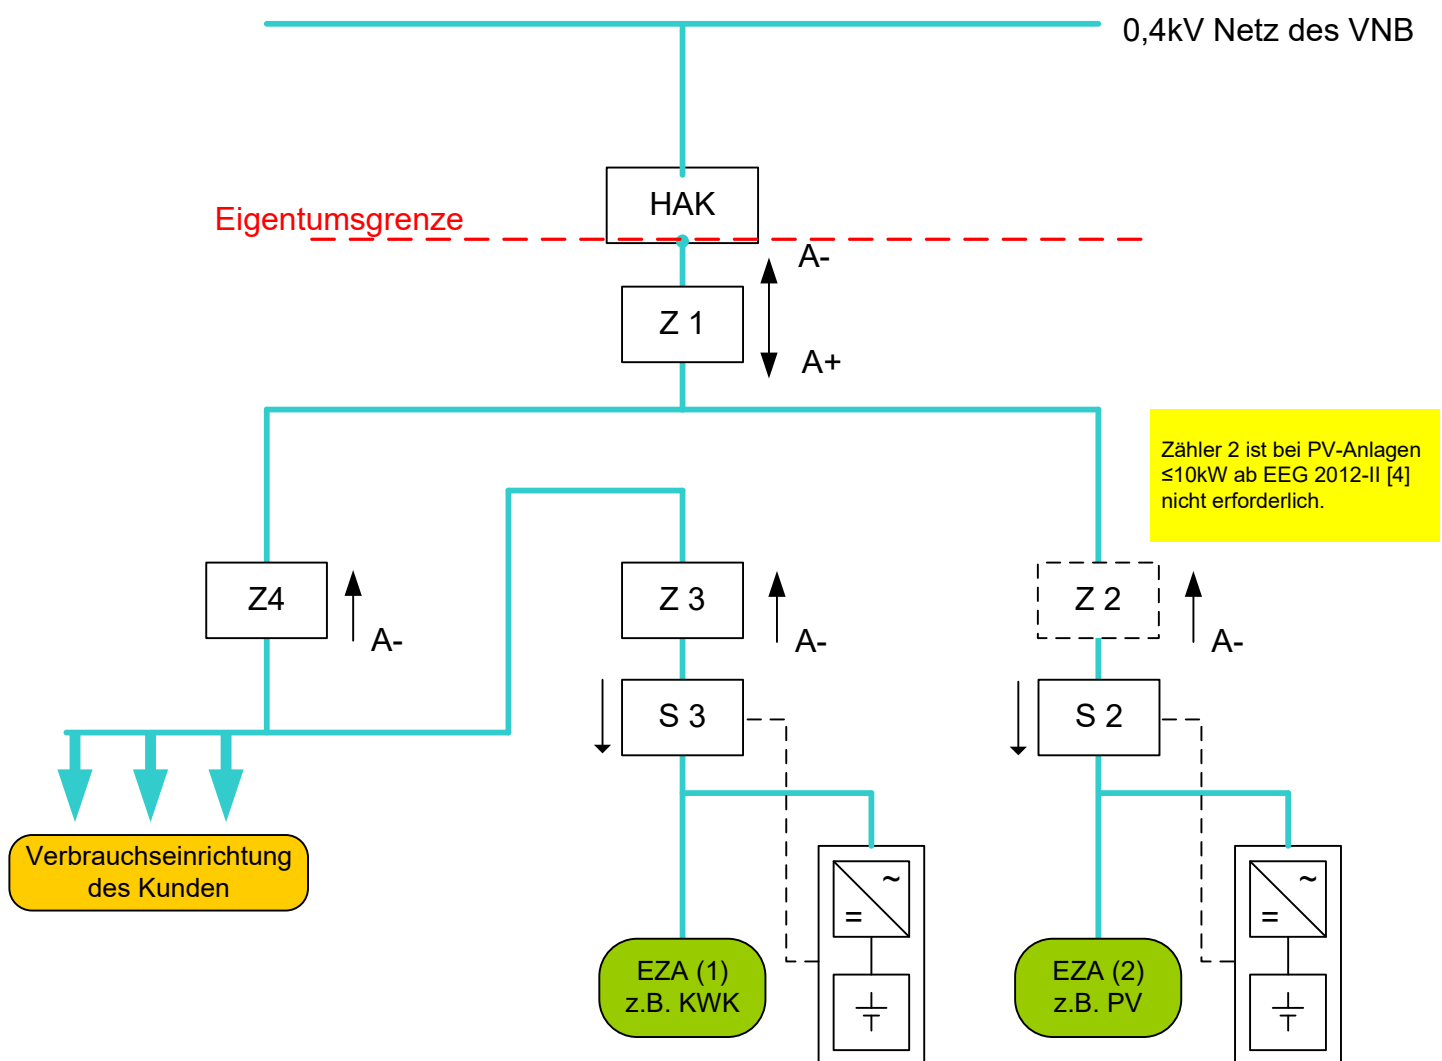 0,4kV Netz des VNB
HAK
Eigentumsgrenze
A-
Z 1
A+
Zähler 2 ist bei PV-Anlagen
≤10kW ab EEG 2012-II [4]
nicht erforderlich.
Z4
A-
Z 3
A-
Z 2
A-
S 3
S 2
Verbrauchseinrichtung
des Kunden
~
=
~
=
EZA (1)
z.B. KWK
EZA (2)
z.B. PV